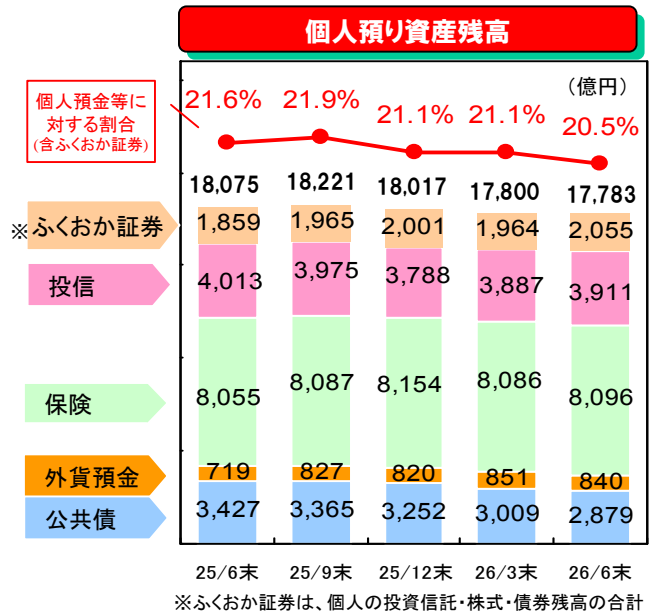 個人預り資産残高
(億円)
個人預金等に
対する割合
(含ふくおか証券)
21.6% 21.9% 21.1% 21.1% 20.5%
18,075 18,221 18,017 17,800 17,783
※ふくおか証券 1,859 1,965 2,001 1,964 2,055
投信 4,013 3,975 3,788 3,887 3,911
保険 8,055 8,087 8,154 8,086 8,096
外貨預金 719 827 820 851 840
公共債 3,427 3,365 3,252 3,009 2,879
25/6末 25/9末 25/12末 26/3末 26/6末
※ふくおか証券は、個人の投資信託・株式・債券残高の合計